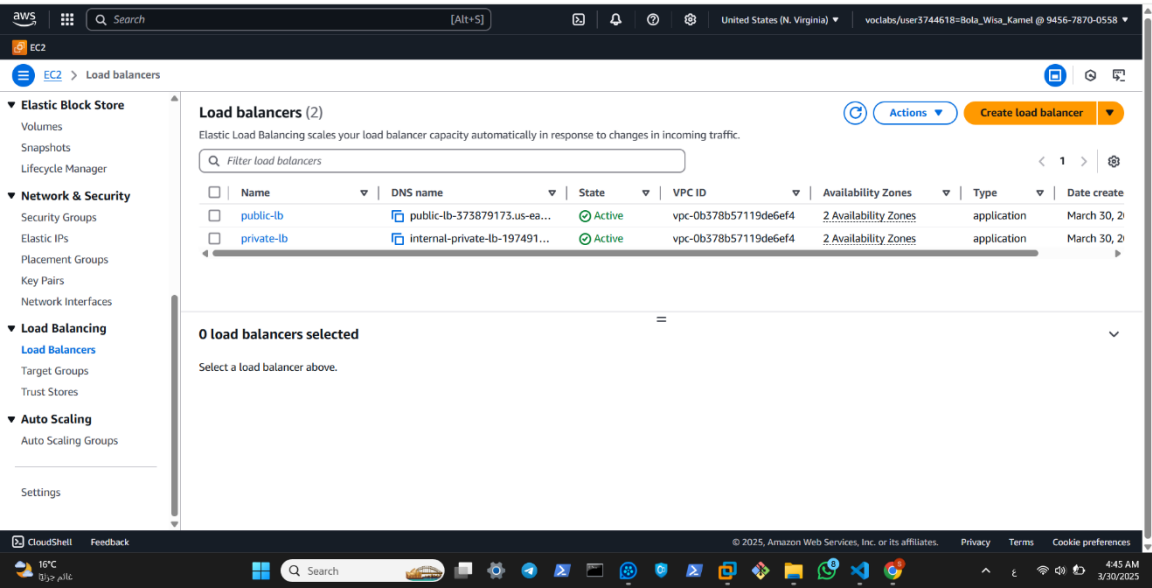 aws Search [Alt+S] United States (N. Virginia) voclabs/user3744618=Bola_Wisa_Kamel @ 9456-7870-0558
EC2
EC2 > Load balancers
Elastic Block Store
Volumes
Snapshots
Lifecycle Manager
Network & Security
Security Groups
Elastic IPs
Placement Groups
Key Pairs
Network Interfaces
Load Balancing
Load Balancers
Target Groups
Trust Stores
Auto Scaling
Auto Scaling Groups
Settings
Load balancers (2)
Actions
Create load balancer
Elastic Load Balancing scales your load balancer capacity automatically in response to changes in incoming traffic.
Filter load balancers
1
Name DNS name State VPC ID Availability Zones Type Date create
public-lb public-lb-373879173.us-ea... Active vpc-0b378b57119de6ef4 2 Availability Zones application March 30, 2
private-lb internal-private-lb-197491... Active vpc-0b378b57119de6ef4 2 Availability Zones application March 30, 2
0 load balancers selected
Select a load balancer above.
CloudShell Feedback © 2025, Amazon Web Services, Inc. or its affiliates. Privacy Terms Cookie preferences
16°C
غائم جزئيًا
Search
ع
4:45 AM
3/30/2025